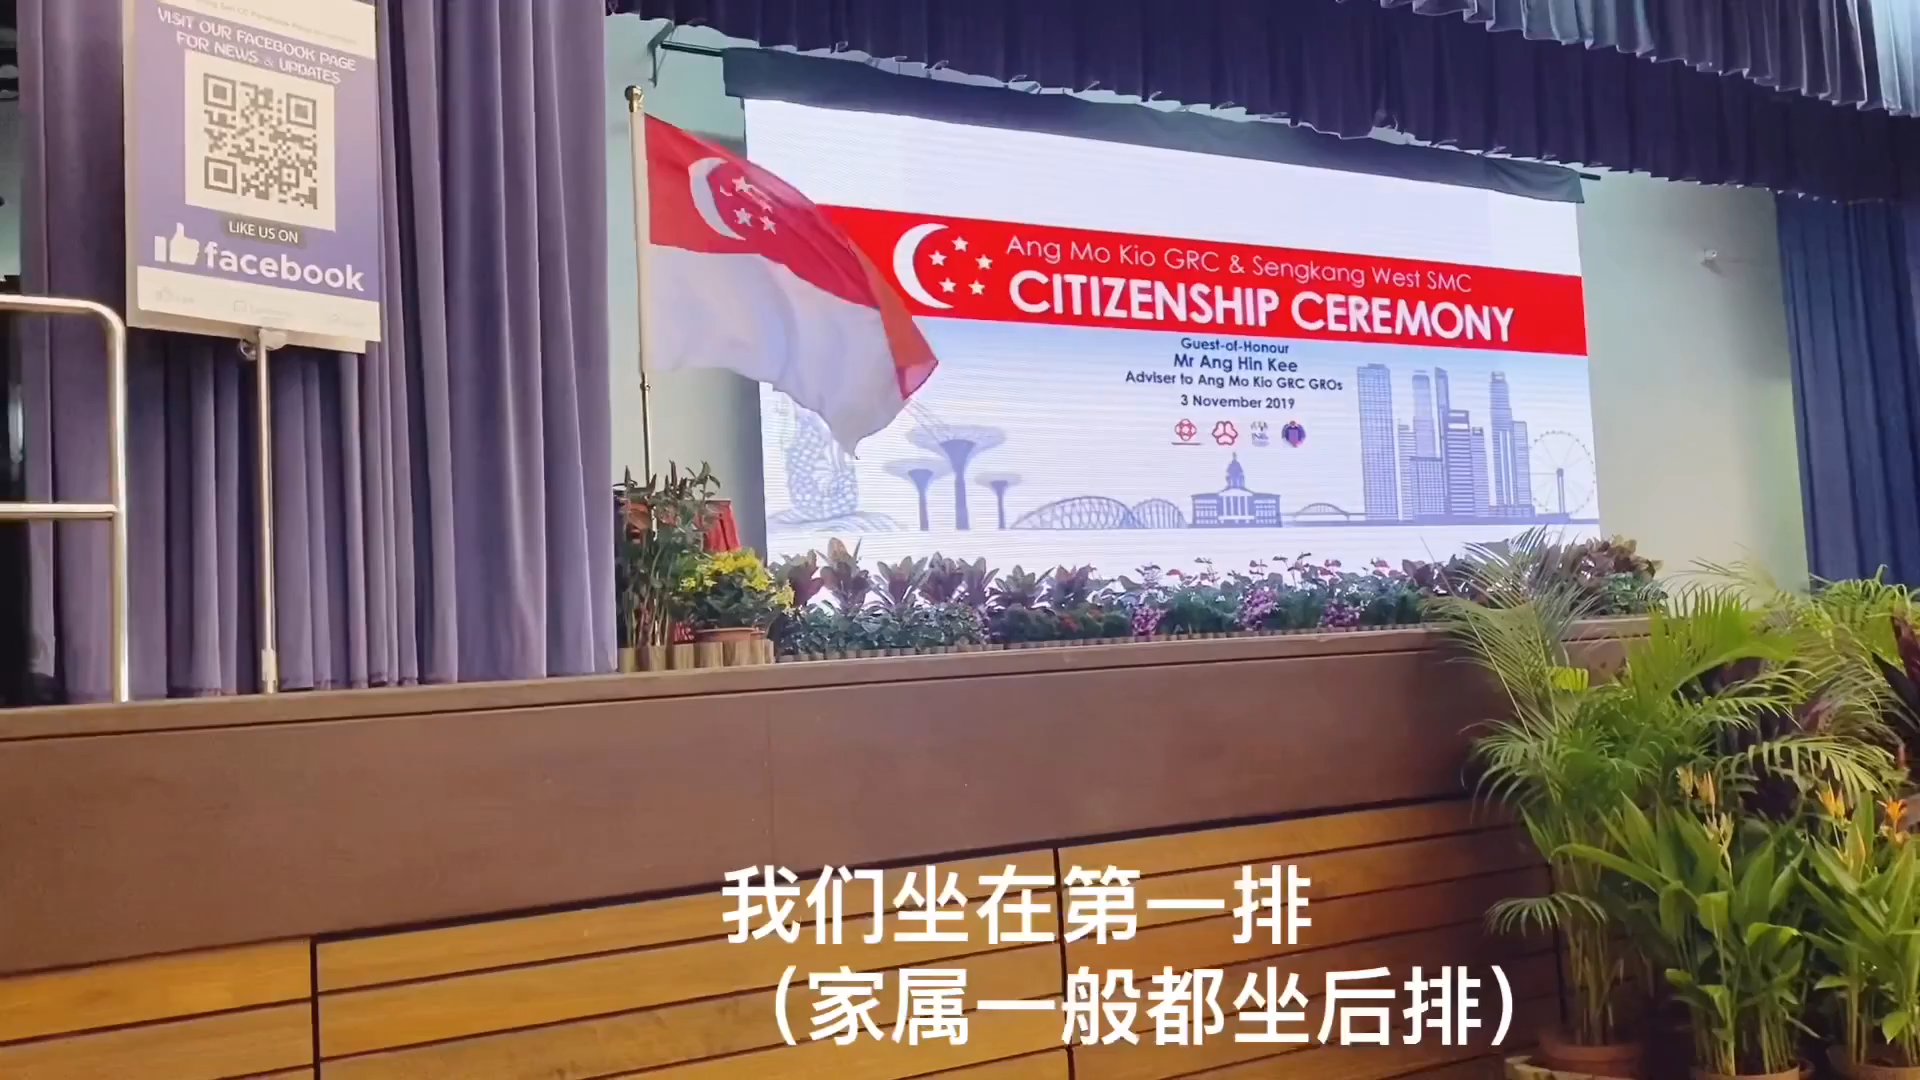 VISIT OUR FACEBOOK PAGE
FOR NEWS & UPDATES
LIKE US ON
facebook
Ang Mo Kio GRC & Sengkang West SMC
CITIZENSHIP CEREMONY
Guest-of-Honour
Mr Ang Hin Kee
Adviser to Ang Mo Kio GRC GROs
3 November 2019
我们坐在第一排
（家属一般都坐后排）